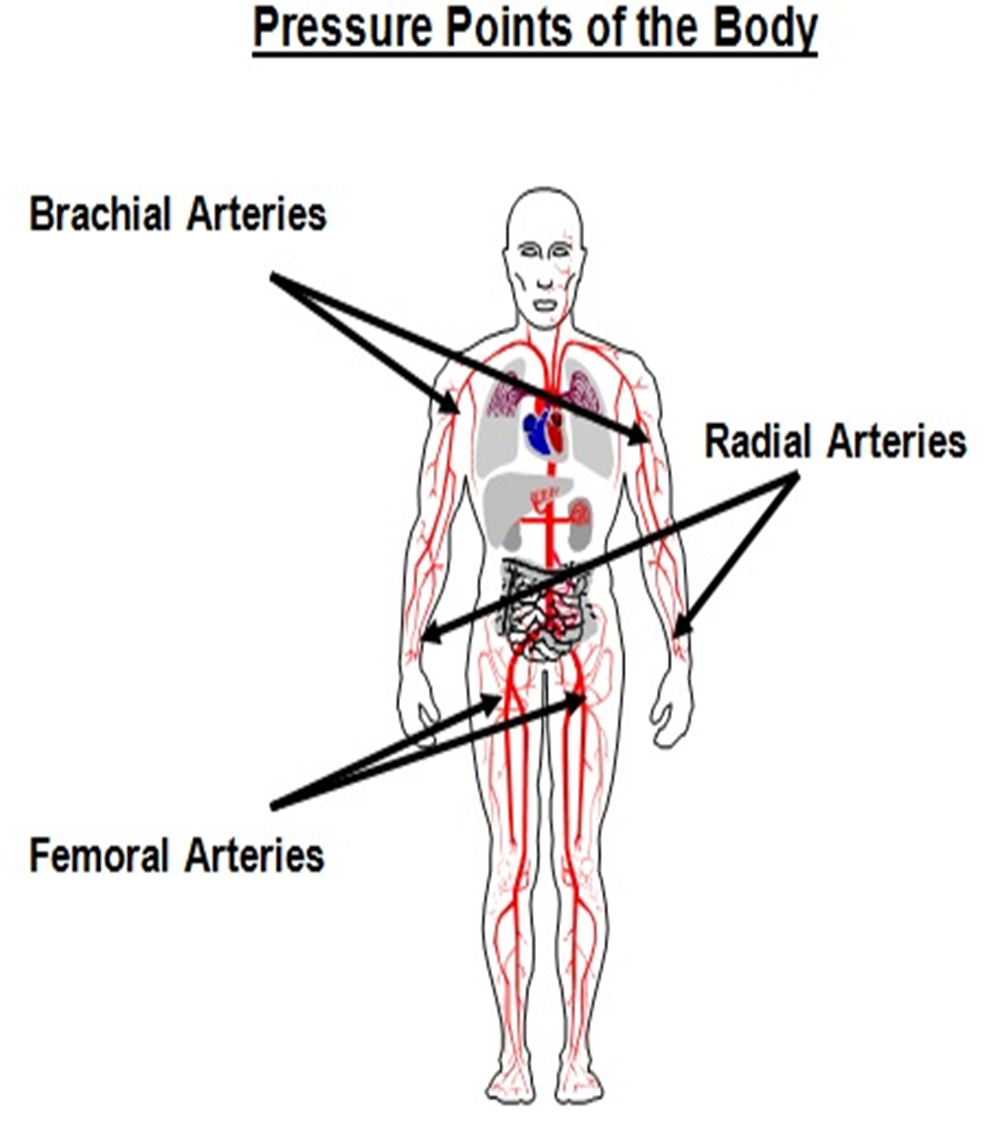 Pressure Points of the Body
Brachial Arteries
Radial Arteries
Femoral Arteries